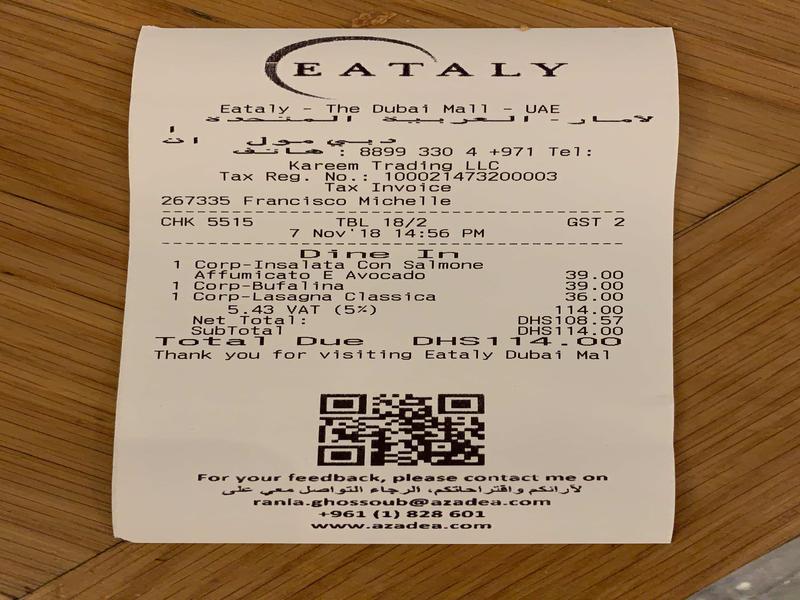 EATALY
Eataly - The Dubai Mall - UAE
لامار- العربية المتحدة ا
دبي مول ان
هاتف : 8899 330 4 +971 Tel:
Kareem Trading LLC
Tax Reg. No.: 100021473200003
Tax Invoice
267335 Francisco Michelle
CHK 5515 TBL 18/2 GST 2
7 Nov'18 14:56 PM
Dine In
1 Corp-Insalata Con Salmone
Affumicato E Avocado 39.00
1 Corp-Bufalina 39.00
1 Corp-Lasagna Classica 36.00
5.43 VAT (5%) 114.00
Net Total: DHS108.57
SubTotal DHS114.00
Total Due DHS114.00
Thank you for visiting Eataly Dubai Mal
For your feedback, please contact me on
لآرائكم واقتراحاتكم، الرجاء التواصل معي على
rania.ghossoub@azadea.com
+961 (1) 828 601
www.azadea.com